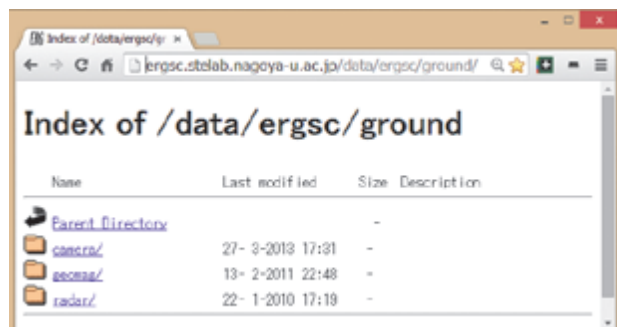 Index of /data/ergsc/gr
ergsc.stelab.nagoya-u.ac.jp/data/ergsc/ground/
Index of /data/ergsc/ground
Name Last modified Size Description
Parent Directory -
camera/ 27- 3-2013 17:31 -
geomag/ 13- 2-2011 22:48 -
radar/ 22- 1-2010 17:19 -